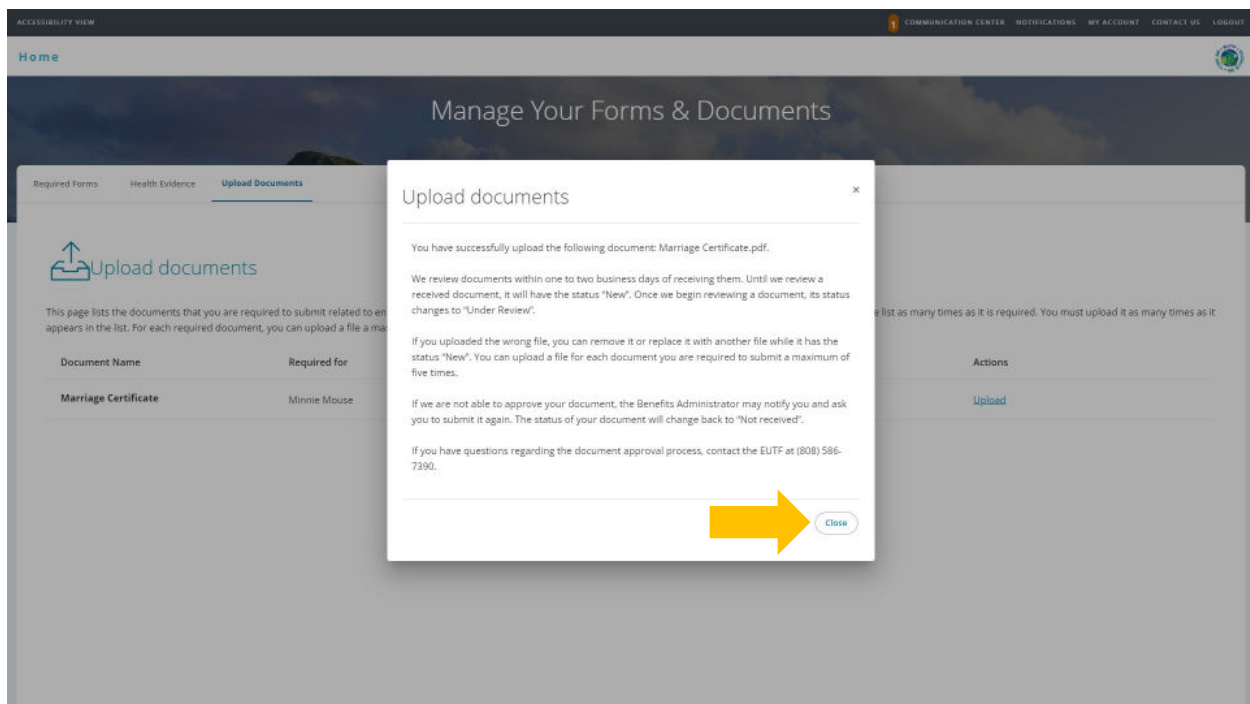 ACCESSIBILITY VIEW
1 COMMUNICATION CENTER NOTIFICATIONS MY ACCOUNT CONTACT US LOGOUT
Home
Manage Your Forms & Documents
Required Forms Health Evidence Upload Documents
Upload documents ×
You have successfully upload the following document: Marriage Certificate.pdf.
We review documents within one to two business days of receiving them. Until we review a
received document, it will have the status "New". Once we begin reviewing a document, its status
changes to "Under Review".
If you uploaded the wrong file, you can remove it or replace it with another file while it has the
status "New". You can upload a file for each document you are required to submit a maximum of
five times.
If we are not able to approve your document, the Benefits Administrator may notify you and ask
you to submit it again. The status of your document will change back to "Not received".
If you have questions regarding the document approval process, contact the EUTF at (808) 586-
7390.
Close
Upload documents
This page lists the documents that you are required to submit related to en
list as many times as it is required. You must upload it as many times as it
appears in the list. For each required document, you can upload a file a ma
Document Name Required for Actions
Marriage Certificate Minnie Mouse Upload